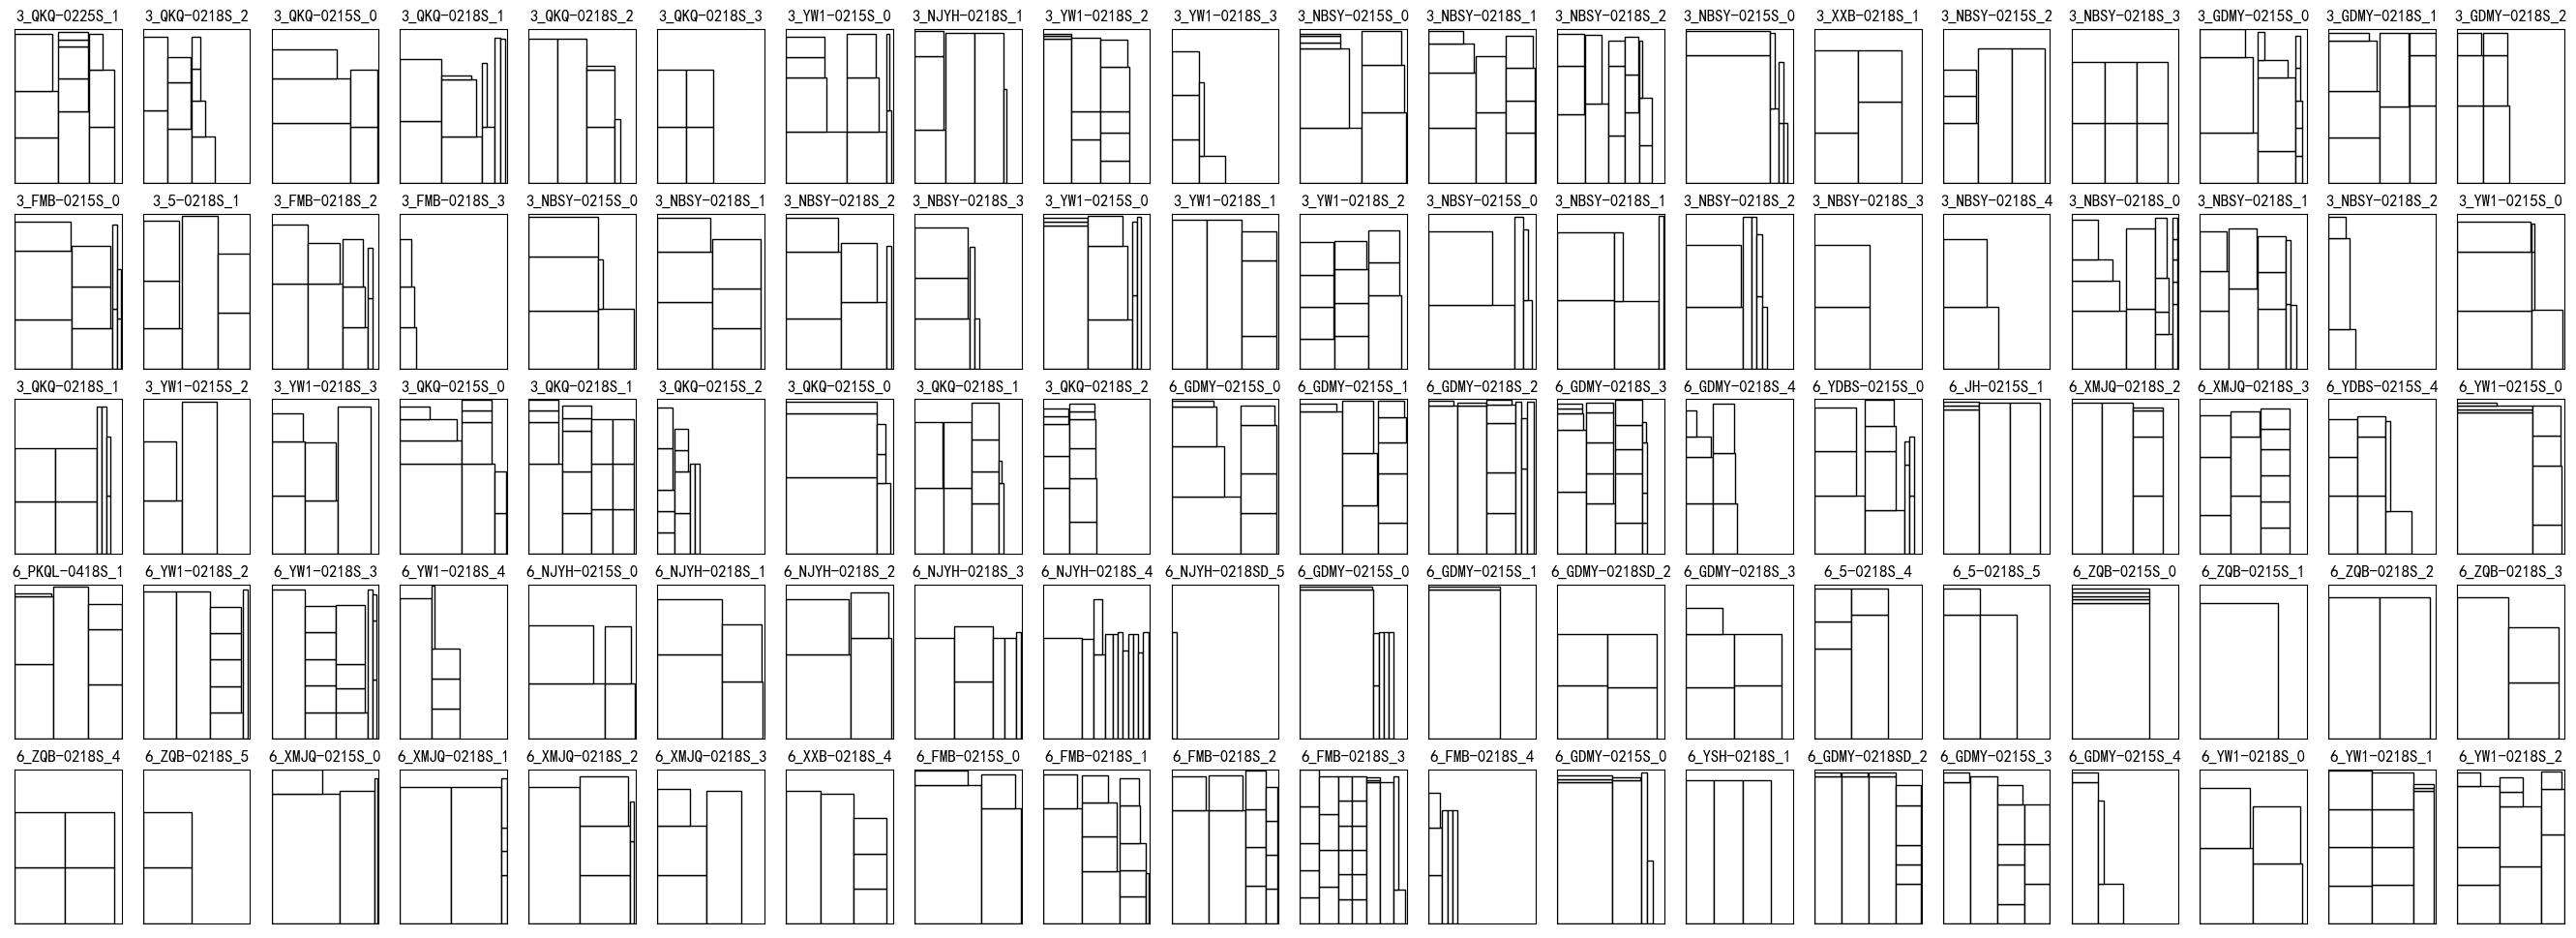 3_QKQ-0225S_1 3_QKQ-0218S_2 3_QKQ-0215S_0 3_QKQ-0218S_1 3_QKQ-0218S_2 3_QKQ-0218S_3 3_YW1-0215S_0 3_NJYH-0218S_1 3_YW1-0218S_2 3_YW1-0218S_3 3_NBSY-0215S_0 3_NBSY-0218S_1 3_NBSY-0218S_2 3_NBSY-0215S_0 3_XXB-0218S_1 3_NBSY-0215S_2 3_NBSY-0218S_3 3_GDMY-0215S_0 3_GDMY-0218S_1 3_GDMY-0218S_2
3_FMB-0215S_0 3_5-0218S_1 3_FMB-0218S_2 3_FMB-0218S_3 3_NBSY-0215S_0 3_NBSY-0218S_1 3_NBSY-0218S_2 3_NBSY-0218S_3 3_YW1-0215S_0 3_YW1-0218S_1 3_YW1-0218S_2 3_NBSY-0215S_0 3_NBSY-0218S_1 3_NBSY-0218S_2 3_NBSY-0218S_3 3_NBSY-0218S_4 3_NBSY-0218S_0 3_NBSY-0218S_1 3_NBSY-0218S_2 3_YW1-0215S_0
3_QKQ-0218S_1 3_YW1-0215S_2 3_YW1-0218S_3 3_QKQ-0215S_0 3_QKQ-0218S_1 3_QKQ-0215S_2 3_QKQ-0215S_0 3_QKQ-0218S_1 3_QKQ-0218S_2 6_GDMY-0215S_0 6_GDMY-0215S_1 6_GDMY-0218S_2 6_GDMY-0218S_3 6_GDMY-0218S_4 6_YDBS-0215S_0 6_JH-0215S_1 6_XMJQ-0218S_2 6_XMJQ-0218S_3 6_YDBS-0215S_4 6_YW1-0215S_0
6_PKQL-0418S_1 6_YW1-0218S_2 6_YW1-0218S_3 6_YW1-0218S_4 6_NJYH-0215S_0 6_NJYH-0218S_1 6_NJYH-0218S_2 6_NJYH-0218S_3 6_NJYH-0218S_4 6_NJYH-0218SD_5 6_GDMY-0215S_0 6_GDMY-0215S_1 6_GDMY-0218SD_2 6_GDMY-0218S_3 6_5-0218S_4 6_5-0218S_5 6_ZQB-0215S_0 6_ZQB-0215S_1 6_ZQB-0218S_2 6_ZQB-0218S_3
6_ZQB-0218S_4 6_ZQB-0218S_5 6_XMJQ-0215S_0 6_XMJQ-0218S_1 6_XMJQ-0218S_2 6_XMJQ-0218S_3 6_XXB-0218S_4 6_FMB-0215S_0 6_FMB-0218S_1 6_FMB-0218S_2 6_FMB-0218S_3 6_FMB-0218S_4 6_GDMY-0215S_0 6_YSH-0218S_1 6_GDMY-0218SD_2 6_GDMY-0215S_3 6_GDMY-0215S_4 6_YW1-0218S_0 6_YW1-0218S_1 6_YW1-0218S_2